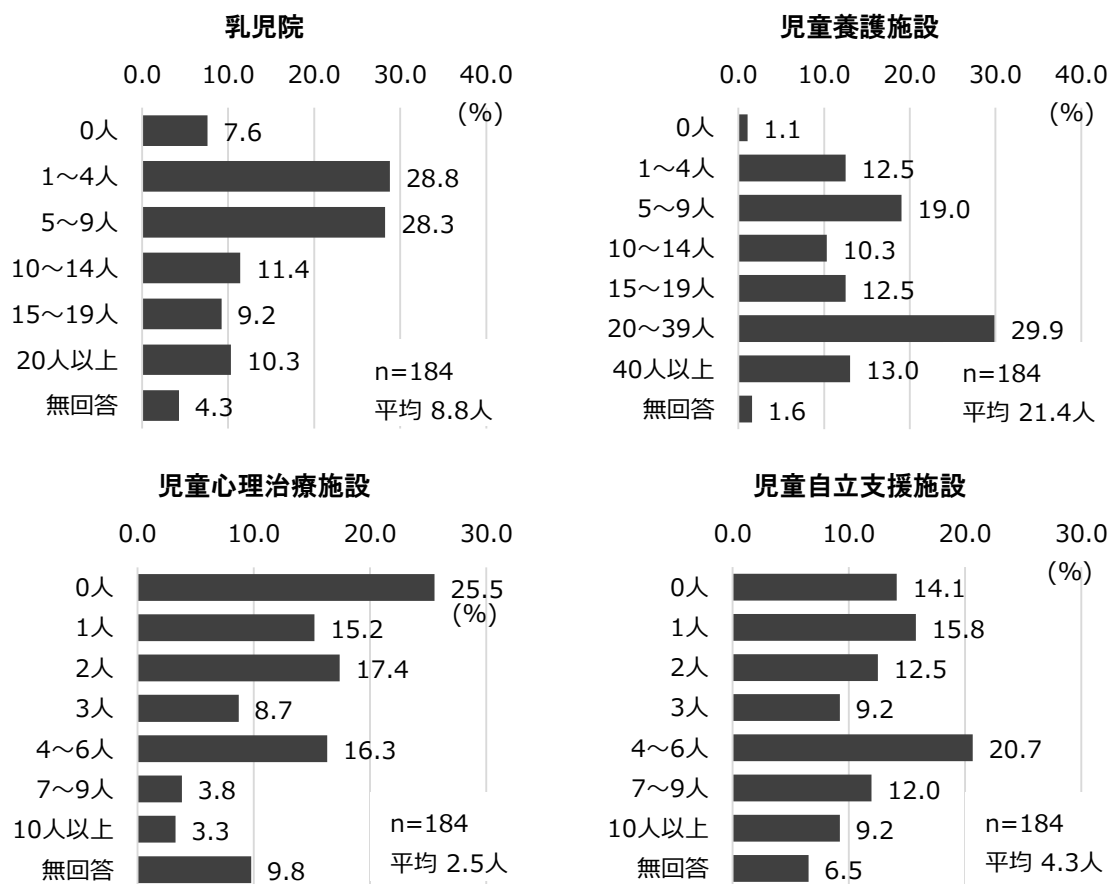 乳児院
0.0 10.0 20.0 30.0 40.0
(%)
0人 7.6
1～4人 28.8
5～9人 28.3
10～14人 11.4
15～19人 9.2
20人以上 10.3
無回答 4.3
n=184
平均 8.8人
児童養護施設
0.0 10.0 20.0 30.0 40.0
(%)
0人 1.1
1～4人 12.5
5～9人 19.0
10～14人 10.3
15～19人 12.5
20～39人 29.9
40人以上 13.0
無回答 1.6
n=184
平均 21.4人
児童心理治療施設
0.0 10.0 20.0 30.0
0人 25.5
(%)
1人 15.2
2人 17.4
3人 8.7
4～6人 16.3
7～9人 3.8
10人以上 3.3
無回答 9.8
n=184
平均 2.5人
児童自立支援施設
0.0 10.0 20.0 30.0
(%)
0人 14.1
1人 15.8
2人 12.5
3人 9.2
4～6人 20.7
7～9人 12.0
10人以上 9.2
無回答 6.5
n=184
平均 4.3人